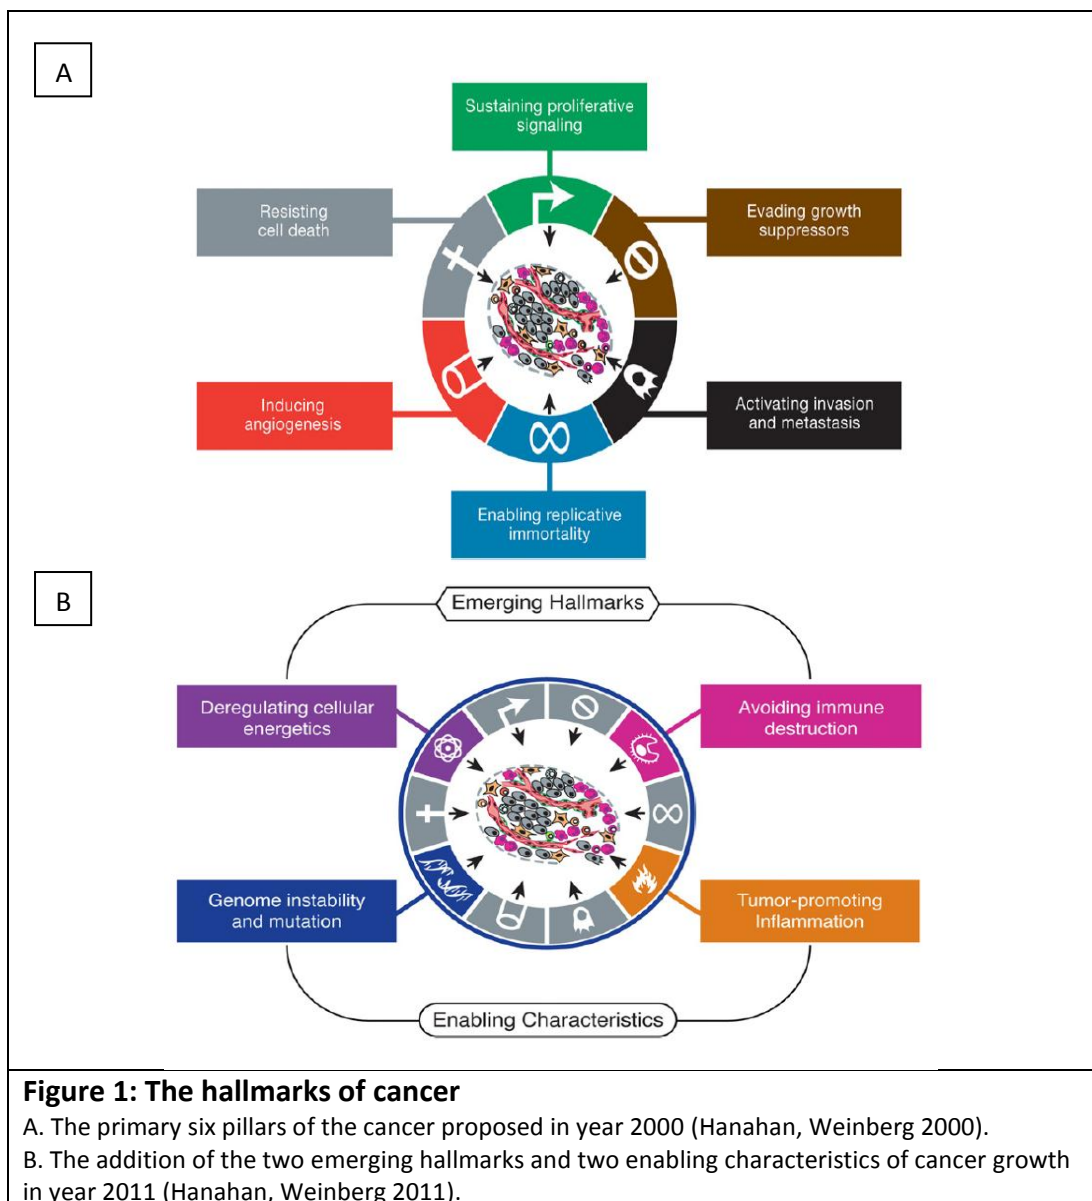 A
Sustaining proliferative
signaling
Resisting
cell death
Evading growth
suppressors
Inducing
angiogenesis
Activating invasion
and metastasis
Enabling replicative
immortality
B
Emerging Hallmarks
Deregulating cellular
energetics
Avoiding immune
destruction
Genome instability
and mutation
Tumor-promoting
Inflammation
Enabling Characteristics
Figure 1: The hallmarks of cancer
A. The primary six pillars of the cancer proposed in year 2000 (Hanahan, Weinberg 2000).
B. The addition of the two emerging hallmarks and two enabling characteristics of cancer growth
in year 2011 (Hanahan, Weinberg 2011).